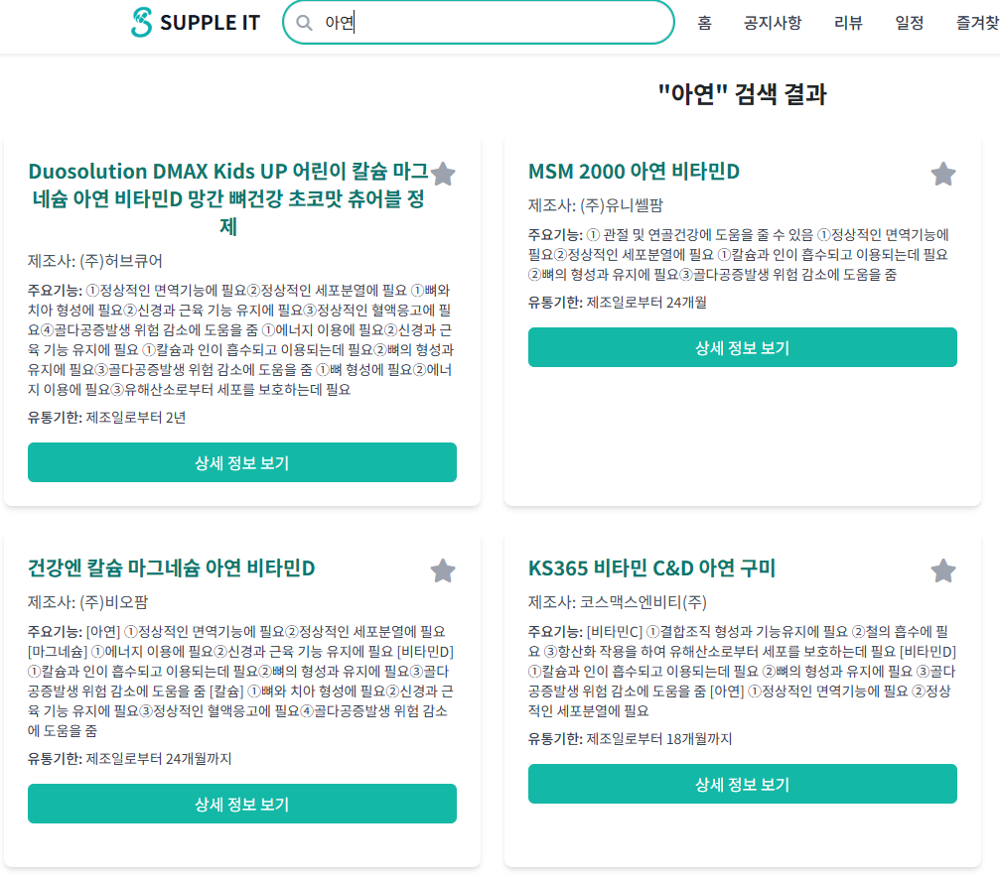 SUPPLE IT
아연
홈
공지사항
리뷰
일정
즐겨찾
"아연" 검색 결과
Duosolution DMAX Kids UP 어린이 칼슘 마그
네슘 아연 비타민D 망간 뼈건강 초코맛 츄어블 정
제
제조사: (주)허브큐어
주요기능: ①정상적인 면역기능에 필요②정상적인 세포분열에 필요 ①뼈와
치아 형성에 필요②신경과 근육 기능 유지에 필요③정상적인 혈액응고에 필
요④골다공증발생 위험 감소에 도움을 줌 ①에너지 이용에 필요②신경과 근
육 기능 유지에 필요 ①칼슘과 인이 흡수되고 이용되는데 필요②뼈의 형성과
유지에 필요③골다공증발생 위험 감소에 도움을 줌 ①뼈 형성에 필요②에너
지 이용에 필요③유해산소로부터 세포를 보호하는데 필요
유통기한: 제조일로부터 2년
상세 정보 보기
MSM 2000 아연 비타민D
제조사: (주)유니쎌팜
주요기능: ① 관절 및 연골건강에 도움을 줄 수 있음 ①정상적인 면역기능에
필요②정상적인 세포분열에 필요 ①칼슘과 인이 흡수되고 이용되는데 필요
②뼈의 형성과 유지에 필요③골다공증발생 위험 감소에 도움을 줌
유통기한: 제조일로부터 24개월
상세 정보 보기
건강엔 칼슘 마그네슘 아연 비타민D
제조사: (주)비오팜
주요기능: [아연] ①정상적인 면역기능에 필요②정상적인 세포분열에 필요
[마그네슘] ①에너지 이용에 필요②신경과 근육 기능 유지에 필요 [비타민D]
①칼슘과 인이 흡수되고 이용되는데 필요②뼈의 형성과 유지에 필요③골다
공증발생 위험 감소에 도움을 줌 [칼슘] ①뼈와 치아 형성에 필요②신경과 근
육 기능 유지에 필요③정상적인 혈액응고에 필요④골다공증발생 위험 감소
에 도움을 줌
유통기한: 제조일로부터 24개월까지
상세 정보 보기
KS365 비타민 C&D 아연 구미
제조사: 코스맥스엔비티(주)
주요기능: [비타민C] ①결합조직 형성과 기능유지에 필요 ②철의 흡수에 필
요 ③항산화 작용을 하여 유해산소로부터 세포를 보호하는데 필요 [비타민D]
①칼슘과 인이 흡수되고 이용되는데 필요 ②뼈의 형성과 유지에 필요 ③골다
공증발생 위험 감소에 도움을 줌 [아연] ①정상적인 면역기능에 필요 ②정상
적인 세포분열에 필요
유통기한: 제조일로부터 18개월까지
상세 정보 보기